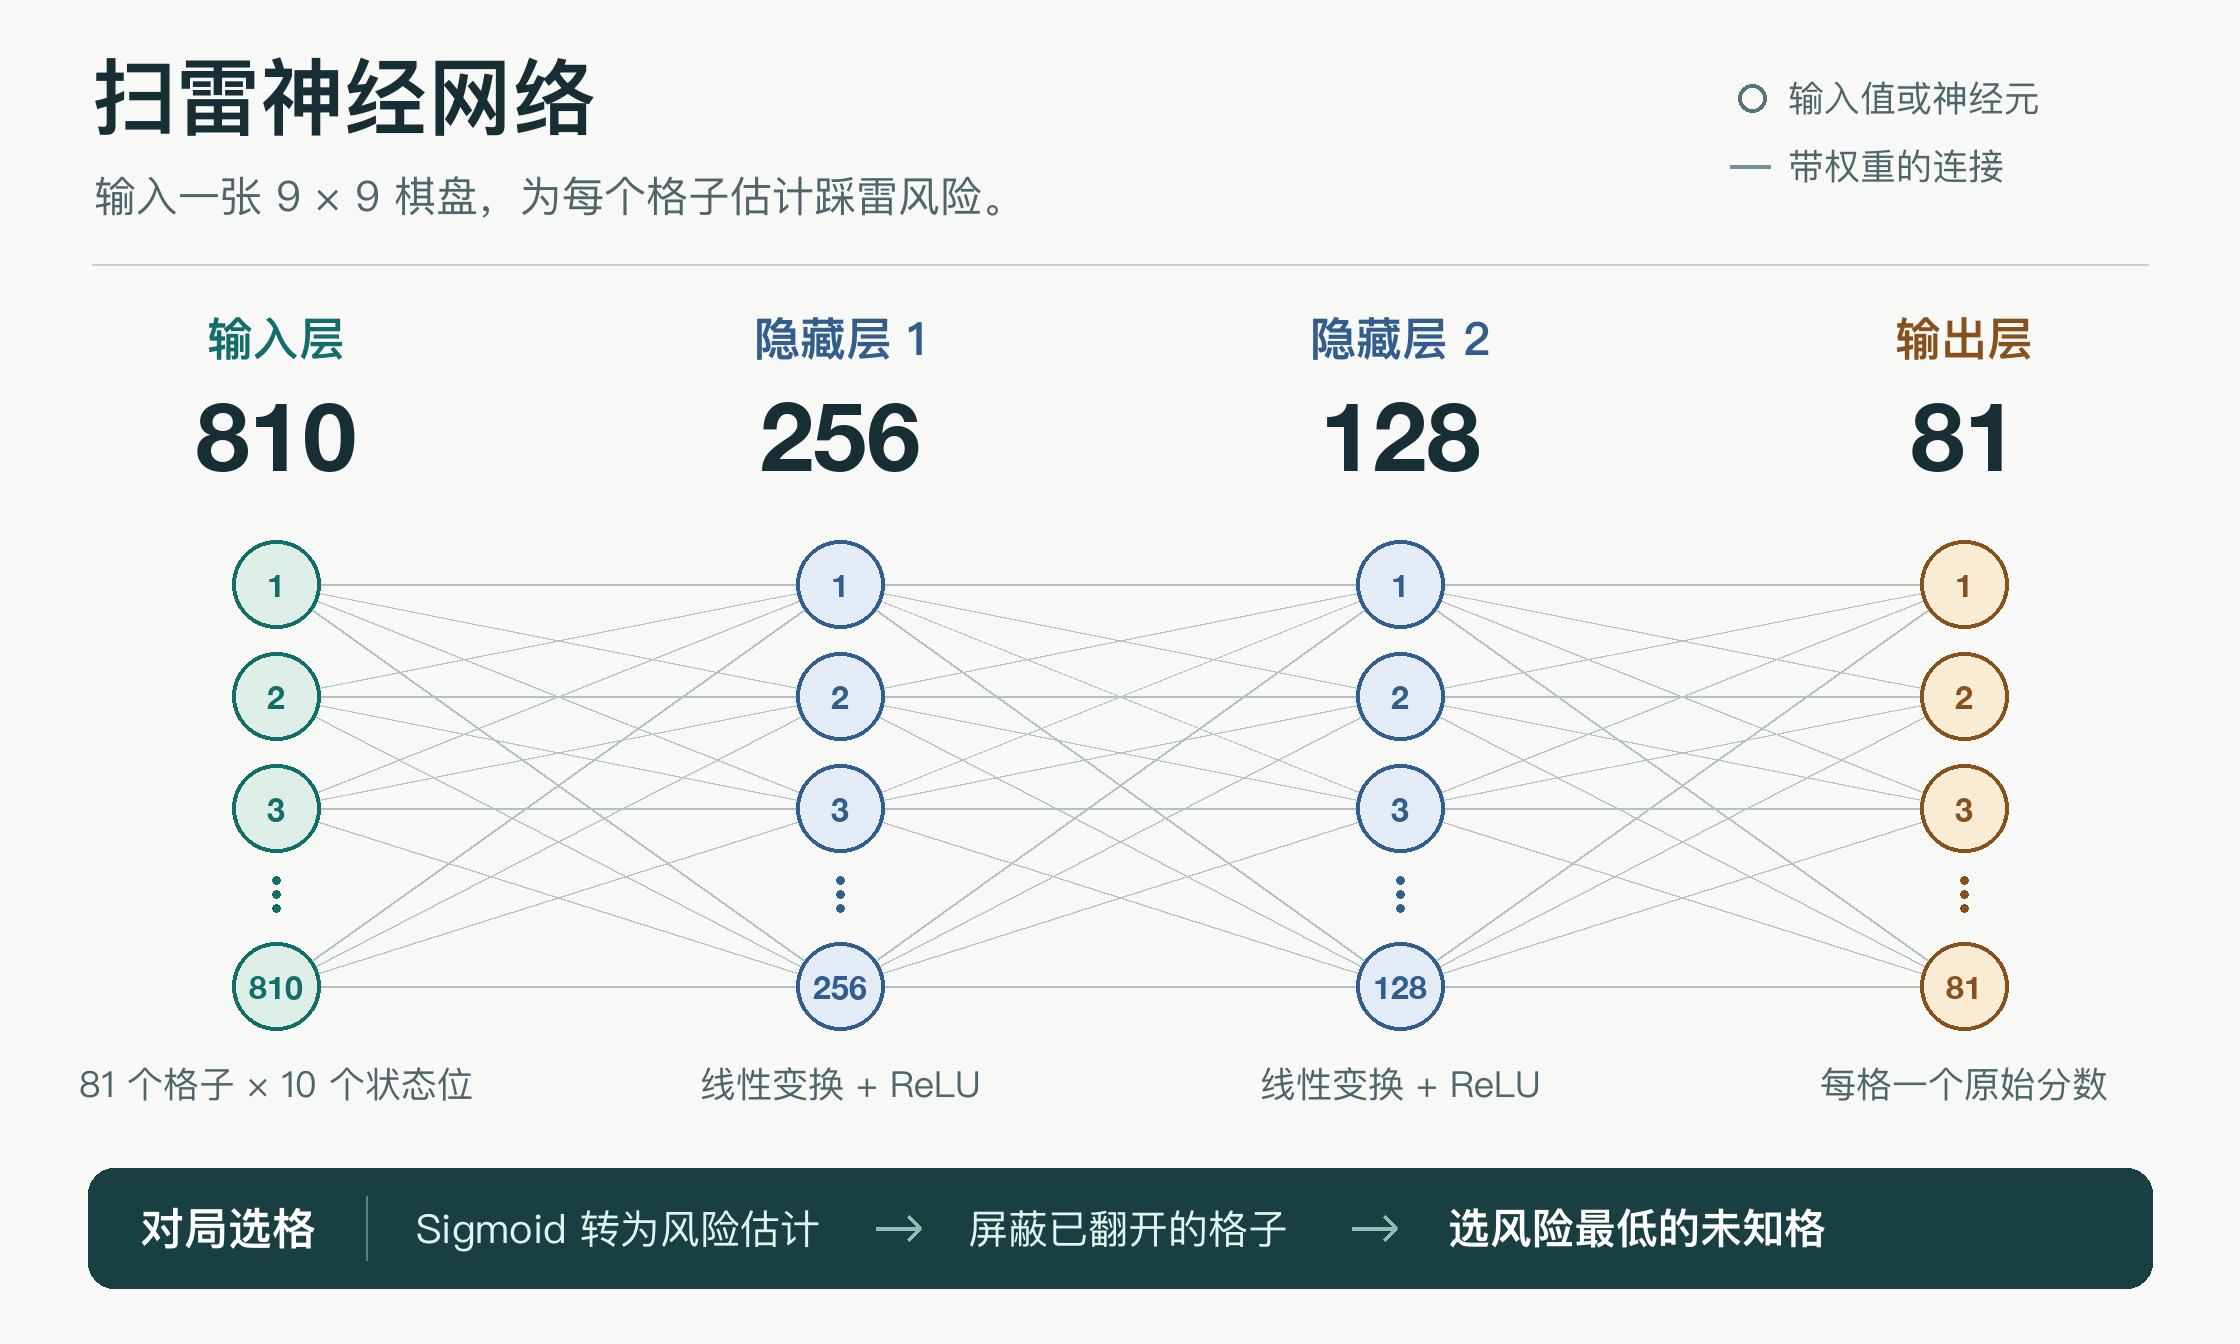 扫雷神经网络
输入一张 9 × 9 棋盘，为每个格子估计踩雷风险。
输入值或神经元
带权重的连接
输入层
隐藏层 1
隐藏层 2
输出层
810
256
128
81
1
1
1
1
2
2
2
2
3
3
3
3
810
256
128
81
81 个格子 × 10 个状态位
线性变换 + ReLU
线性变换 + ReLU
每格一个原始分数
对局选格
Sigmoid 转为风险估计
→
屏蔽已翻开的格子
→
选风险最低的未知格